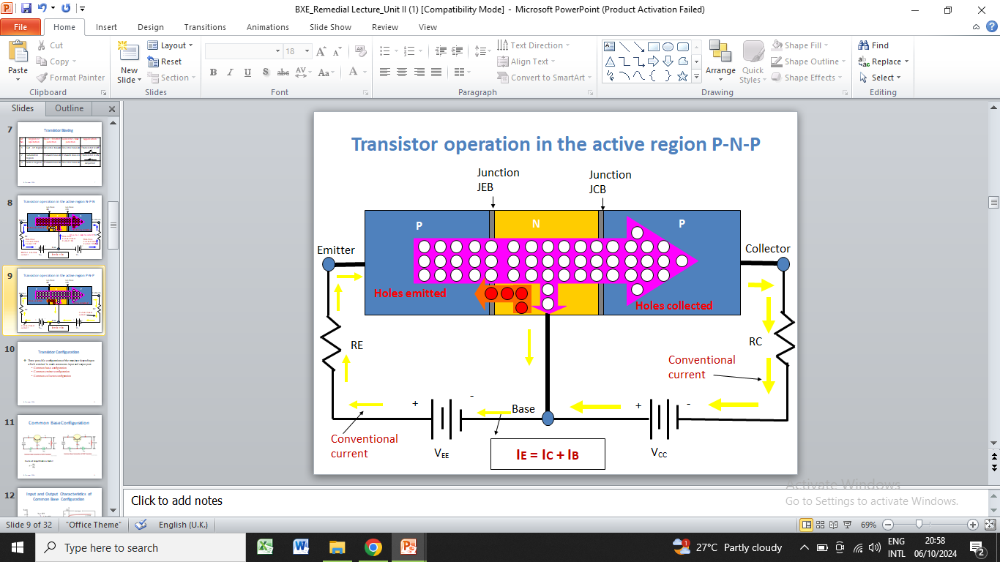 BXE_Remedial Lecture_Unit II (1) [Compatibility Mode] - Microsoft PowerPoint (Product Activation Failed)
File Home Insert Design Transitions Animations Slide Show Review View
Paste
Cut
Copy
Format Painter
Clipboard
New
Slide
Layout
Reset
Section
Slides
18
B I U S abc AV Aa A
Font
Text Direction
Align Text
Convert to SmartArt
Paragraph
Arrange
Quick
Styles
Shape Fill
Shape Outline
Shape Effects
Drawing
Find
Replace
Select
Editing
Slides Outline
7
Transistor Biasing
8
Transistor operation in the active region N-P-N
9
Transistor operation in the active region P-N-P
10
Transistor Configuration
11
Common Base Configuration
12
Input and Output Characteristics of
Common Base Configuration
Transistor operation in the active region P-N-P
Junction
JEB
Junction
JCB
P
N
P
Emitter
Collector
Holes emitted
Holes collected
RE
RC
Conventional
current
+
-
Base
+
-
Conventional
current
VEE
IE = IC + IB
VCC
Click to add notes
Activate Windows
Go to Settings to activate Windows.
Slide 9 of 32 "Office Theme" English (U.K.) 69%
Type here to search
27°C Partly cloudy
ENG
INTL
20:58
06/10/2024
2